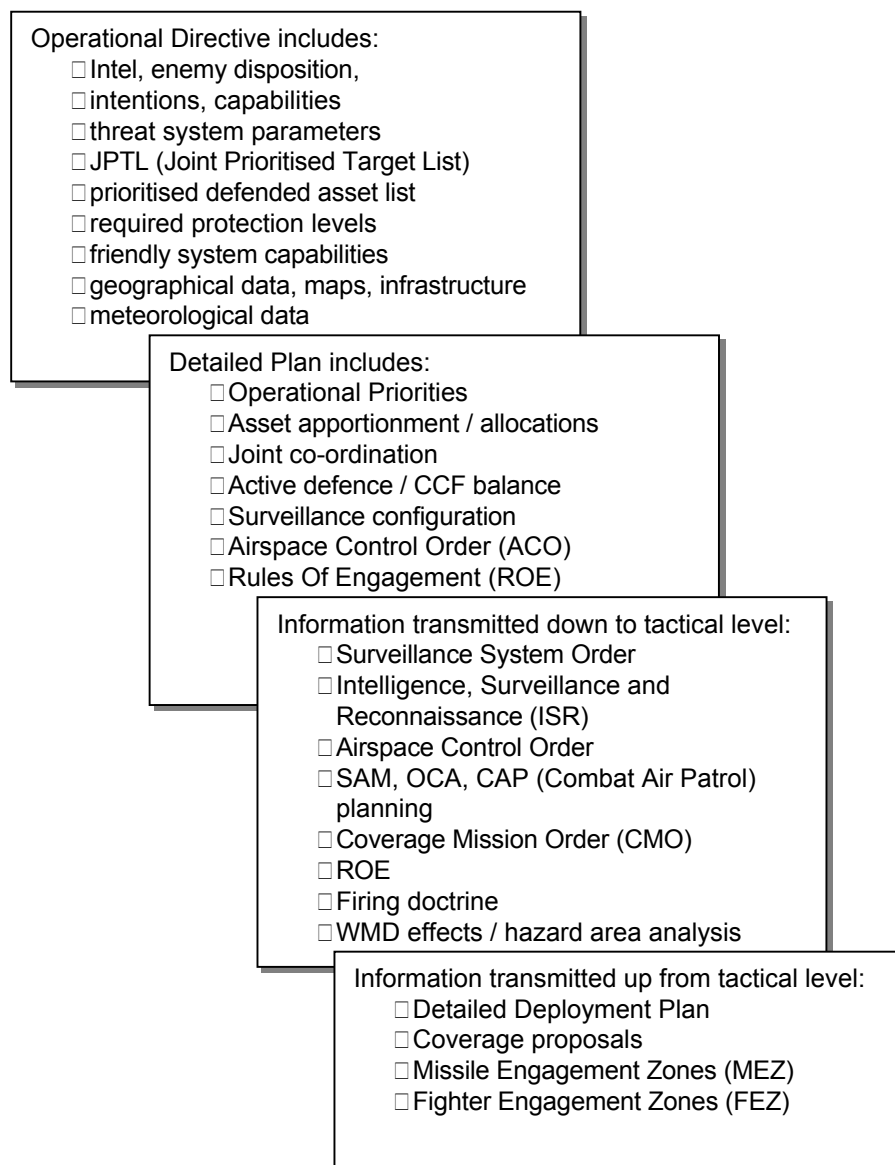 Operational Directive includes:
□Intel, enemy disposition,
□intentions, capabilities
□threat system parameters
□JPTL (Joint Prioritised Target List)
□prioritised defended asset list
□required protection levels
□friendly system capabilities
□geographical data, maps, infrastructure
□meteorological data
Detailed Plan includes:
□Operational Priorities
□Asset apportionment / allocations
□Joint co-ordination
□Active defence / CCF balance
□Surveillance configuration
□Airspace Control Order (ACO)
□Rules Of Engagement (ROE)
Information transmitted down to tactical level:
□Surveillance System Order
□Intelligence, Surveillance and
Reconnaissance (ISR)
□Airspace Control Order
□SAM, OCA, CAP (Combat Air Patrol)
planning
□Coverage Mission Order (CMO)
□ROE
□Firing doctrine
□WMD effects / hazard area analysis
Information transmitted up from tactical level:
□Detailed Deployment Plan
□Coverage proposals
□Missile Engagement Zones (MEZ)
□Fighter Engagement Zones (FEZ)